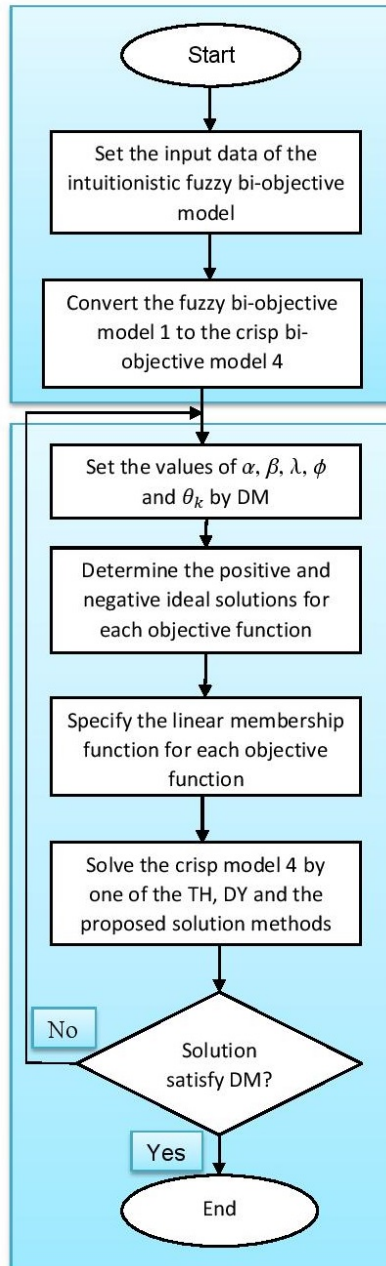 Start
Set the input data of the
intuitionistic fuzzy bi-objective
model
Convert the fuzzy bi-objective
model 1 to the crisp bi-
objective model 4
Set the values of α, β, λ, ϕ
and θₖ by DM
Determine the positive and
negative ideal solutions for
each objective function
Specify the linear membership
function for each objective
function
Solve the crisp model 4 by
one of the TH, DY and the
proposed solution methods
No
Solution
satisfy DM?
Yes
End